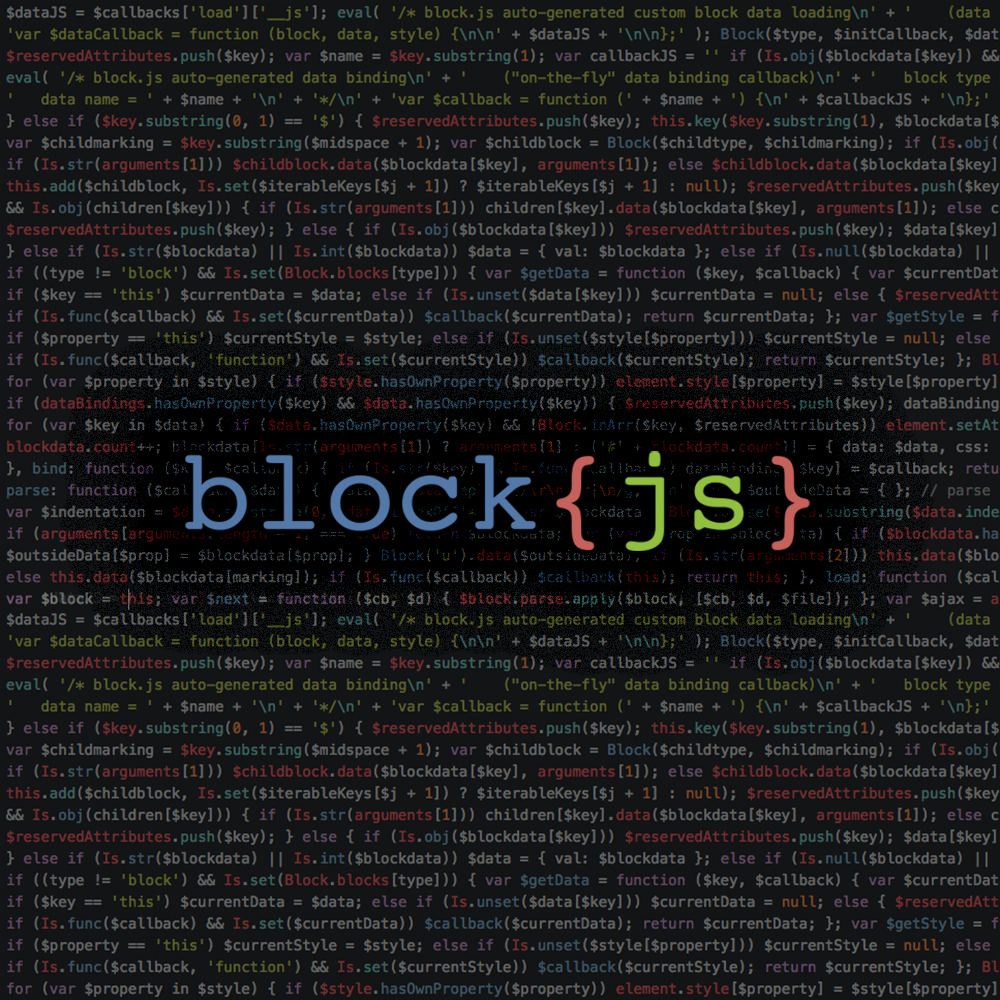 $dataJS = $callbacks['load']['__js']; eval( '/* block.js auto-generated custom block data loading\n' + '    (data
'var $dataCallback = function (block, data, style) {\n\n' + $dataJS + '\n\n};' ); Block($type, $initCallback, $dat
$reservedAttributes.push($key); var $name = $key.substring(1); var callbackJS = '' if (Is.obj($blockdata[$key]) &&
eval( '/* block.js auto-generated data binding\n' + '    ("on-the-fly" data binding callback)\n' + '   block type
'   data name = ' + $name + '\n' + '*/\n' + 'var $callback = function (' + $name + ') {\n' + $callbackJS + '\n};'
} else if ($key.substring(0, 1) == '$') { $reservedAttributes.push($key); this.key($key.substring(1), $blockdata[$
var $childmarking = $key.substring($midspace + 1); var $childblock = Block($childtype, $childmarking); if (Is.obj(
if (Is.str(arguments[1])) $childblock.data($blockdata[$key], arguments[1]); else $childblock.data($blockdata[$key]
this.add($childblock, Is.set($iterableKeys[$j + 1]) ? $iterableKeys[$j + 1] : null); $reservedAttributes.push($key
&& Is.obj(children[$key])) { if (Is.str(arguments[1])) children[$key].data($blockdata[$key], arguments[1]); else c
$reservedAttributes.push($key); } else { if (Is.obj($blockdata[$key])) $reservedAttributes.push($key); $data[$key]
} else if (Is.str($blockdata) || Is.int($blockdata)) $data = { val: $blockdata }; else if (Is.null($blockdata) ||
if ((type != 'block') && Is.set(Block.blocks[type])) { var $getData = function ($key, $callback) { var $currentDat
if ($key == 'this') $currentData = $data; else if (Is.unset($data[$key])) $currentData = null; else { $reservedAtt
if (Is.func($callback) && Is.set($currentData)) $callback($currentData); return $currentData; }; var $getStyle = f
if ($property == 'this') $currentStyle = $style; else if (Is.unset($style[$property])) $currentStyle = null; else
if (Is.func($callback, 'function') && Is.set($currentStyle)) $callback($currentStyle); return $currentStyle; }; Bl
for (var $property in $style) { if ($style.hasOwnProperty($property)) element.style[$property] = $style[$property]
if (dataBindings.hasOwnProperty($key) && $data.hasOwnProperty($key)) { $reservedAttributes.push($key); dataBinding
for (var $key in $data) { if ($data.hasOwnProperty($key) && !Block.inArr($key, $reservedAttributes)) element.setAt
blockdata.count++; blockdata[Is.str(arguments[1]) ? arguments[1] : ('#' + blockdata.count)] = { data: $data, css:
}, bind: function ($callback) dataBindings[$key] = $callback; retu
block{js}
parse: function ($outsideData = { }; // parse
var $indentation = $data.inde
if (arguments if ($blockdata.ha
$outsideData[$prop] = $blockdata[$prop]; } Block('u').data($outsideData); if (Is.str(arguments[2])) this.data($blo
else this.data($blockdata[marking]); if (Is.func($callback)) $callback(this); return this; }, load: function ($cal
var $block = this; var $next = function ($cb, $d) { $block.parse.apply($block, [$cb, $d, $file]); }; var $ajax = a
$dataJS = $callbacks['load']['__js']; eval( '/* block.js auto-generated custom block data loading\n' + '    (data
'var $dataCallback = function (block, data, style) {\n\n' + $dataJS + '\n\n};' ); Block($type, $initCallback, $dat
$reservedAttributes.push($key); var $name = $key.substring(1); var callbackJS = '' if (Is.obj($blockdata[$key]) &&
eval( '/* block.js auto-generated data binding\n' + '    ("on-the-fly" data binding callback)\n' + '   block type
'   data name = ' + $name + '\n' + '*/\n' + 'var $callback = function (' + $name + ') {\n' + $callbackJS + '\n};'
} else if ($key.substring(0, 1) == '$') { $reservedAttributes.push($key); this.key($key.substring(1), $blockdata[$
var $childmarking = $key.substring($midspace + 1); var $childblock = Block($childtype, $childmarking); if (Is.obj(
if (Is.str(arguments[1])) $childblock.data($blockdata[$key], arguments[1]); else $childblock.data($blockdata[$key]
this.add($childblock, Is.set($iterableKeys[$j + 1]) ? $iterableKeys[$j + 1] : null); $reservedAttributes.push($key
&& Is.obj(children[$key])) { if (Is.str(arguments[1])) children[$key].data($blockdata[$key], arguments[1]); else c
$reservedAttributes.push($key); } else { if (Is.obj($blockdata[$key])) $reservedAttributes.push($key; $data[$key]
} else if (Is.str($blockdata) || Is.int($blockdata)) $data = { val: $blockdata }; else if (Is.null($blockdata) ||
if ((type != 'block') && Is.set(Block.blocks[type])) { var $getData = function ($key, $callback) { var $currentDat
if ($key == 'this') $currentData = $data; else if (Is.unset($data[$key])) $currentData = null; else { $reservedAtt
if (Is.func($callback) && Is.set($currentData)) $callback($currentData); return $currentData; }; var $getStyle = f
if ($property == 'this') $currentStyle = $style; else if (Is.unset($style[$property])) $currentStyle = null; else
if (Is.func($callback, 'function') && Is.set($currentStyle)) $callback($currentStyle); return $currentStyle; }; Bl
for (var $property in $style) { if ($style.hasOwnProperty($property)) element.style[$property] = $style[$property]